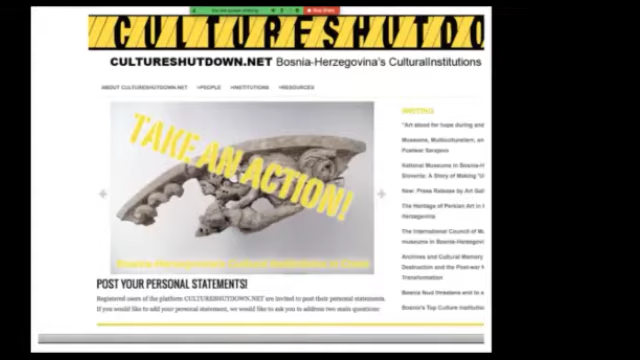 CULTURESHUTDO
CULTURESHUTDOWN.NET Bosnia-Herzegovina's CulturalInstitutions
ABOUT CULTURESHUTDOWN.NET +PEOPLE +INSTITUTIONS +RESOURCES
TAKE AN ACTION!
POST YOUR PERSONAL STATEMENTS!
Registered users of the platform CULTURESHUTDOWN.NET are invited to post their personal statements.
If you would like to add your personal statement, we would like to ask you to address two main questions:
WRITING
"Art aloud for hope during and
Museums, Multiculturalism, an
Postwar Sarajevo
National Museums in Bosnia-H
Slovenia: A Story of Making "U
New: Press Release by Art Gall
The Heritage of Persian Art in
Herzegovina
The International Council of M
museums in Bosnia-Herzegovi
Archives and Cultural Memory
Destruction and the Post-war
Transformation
Bosnia's Top Culture Institutio